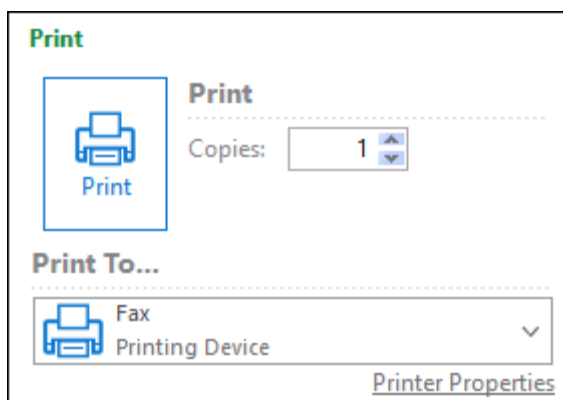 Print
Print
Copies: 1
Print
Print To...
Fax
Printing Device
Printer Properties